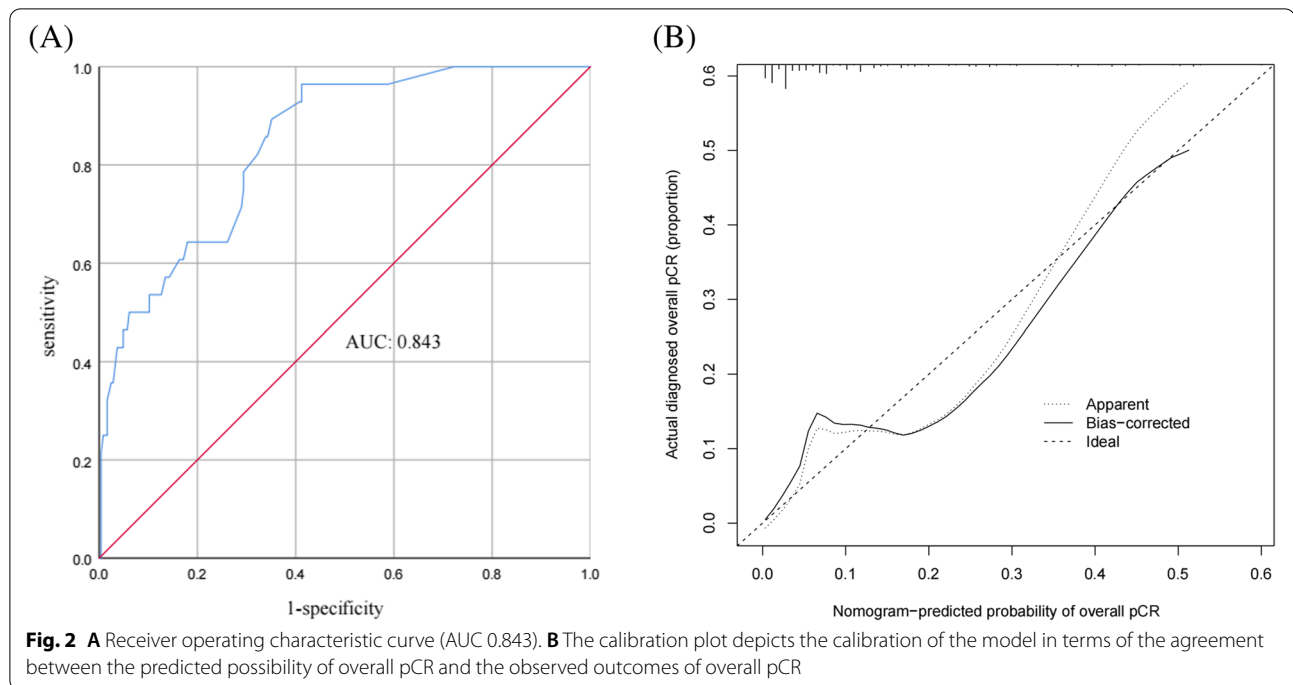 (A)
1.0
0.8
0.6
0.4
0.2
0.0
sensitivity
AUC: 0.843
0.0 0.2 0.4 0.6 0.8 1.0
1-specificity
(B)
0.6
0.5
0.4
0.3
0.2
0.1
0.0
Actual diagnosed overall pCR (proportion)
Apparent
Bias-corrected
Ideal
0.0 0.1 0.2 0.3 0.4 0.5 0.6
Nomogram-predicted probability of overall pCR
Fig. 2 A Receiver operating characteristic curve (AUC 0.843). B The calibration plot depicts the calibration of the model in terms of the agreement
between the predicted possibility of overall pCR and the observed outcomes of overall pCR